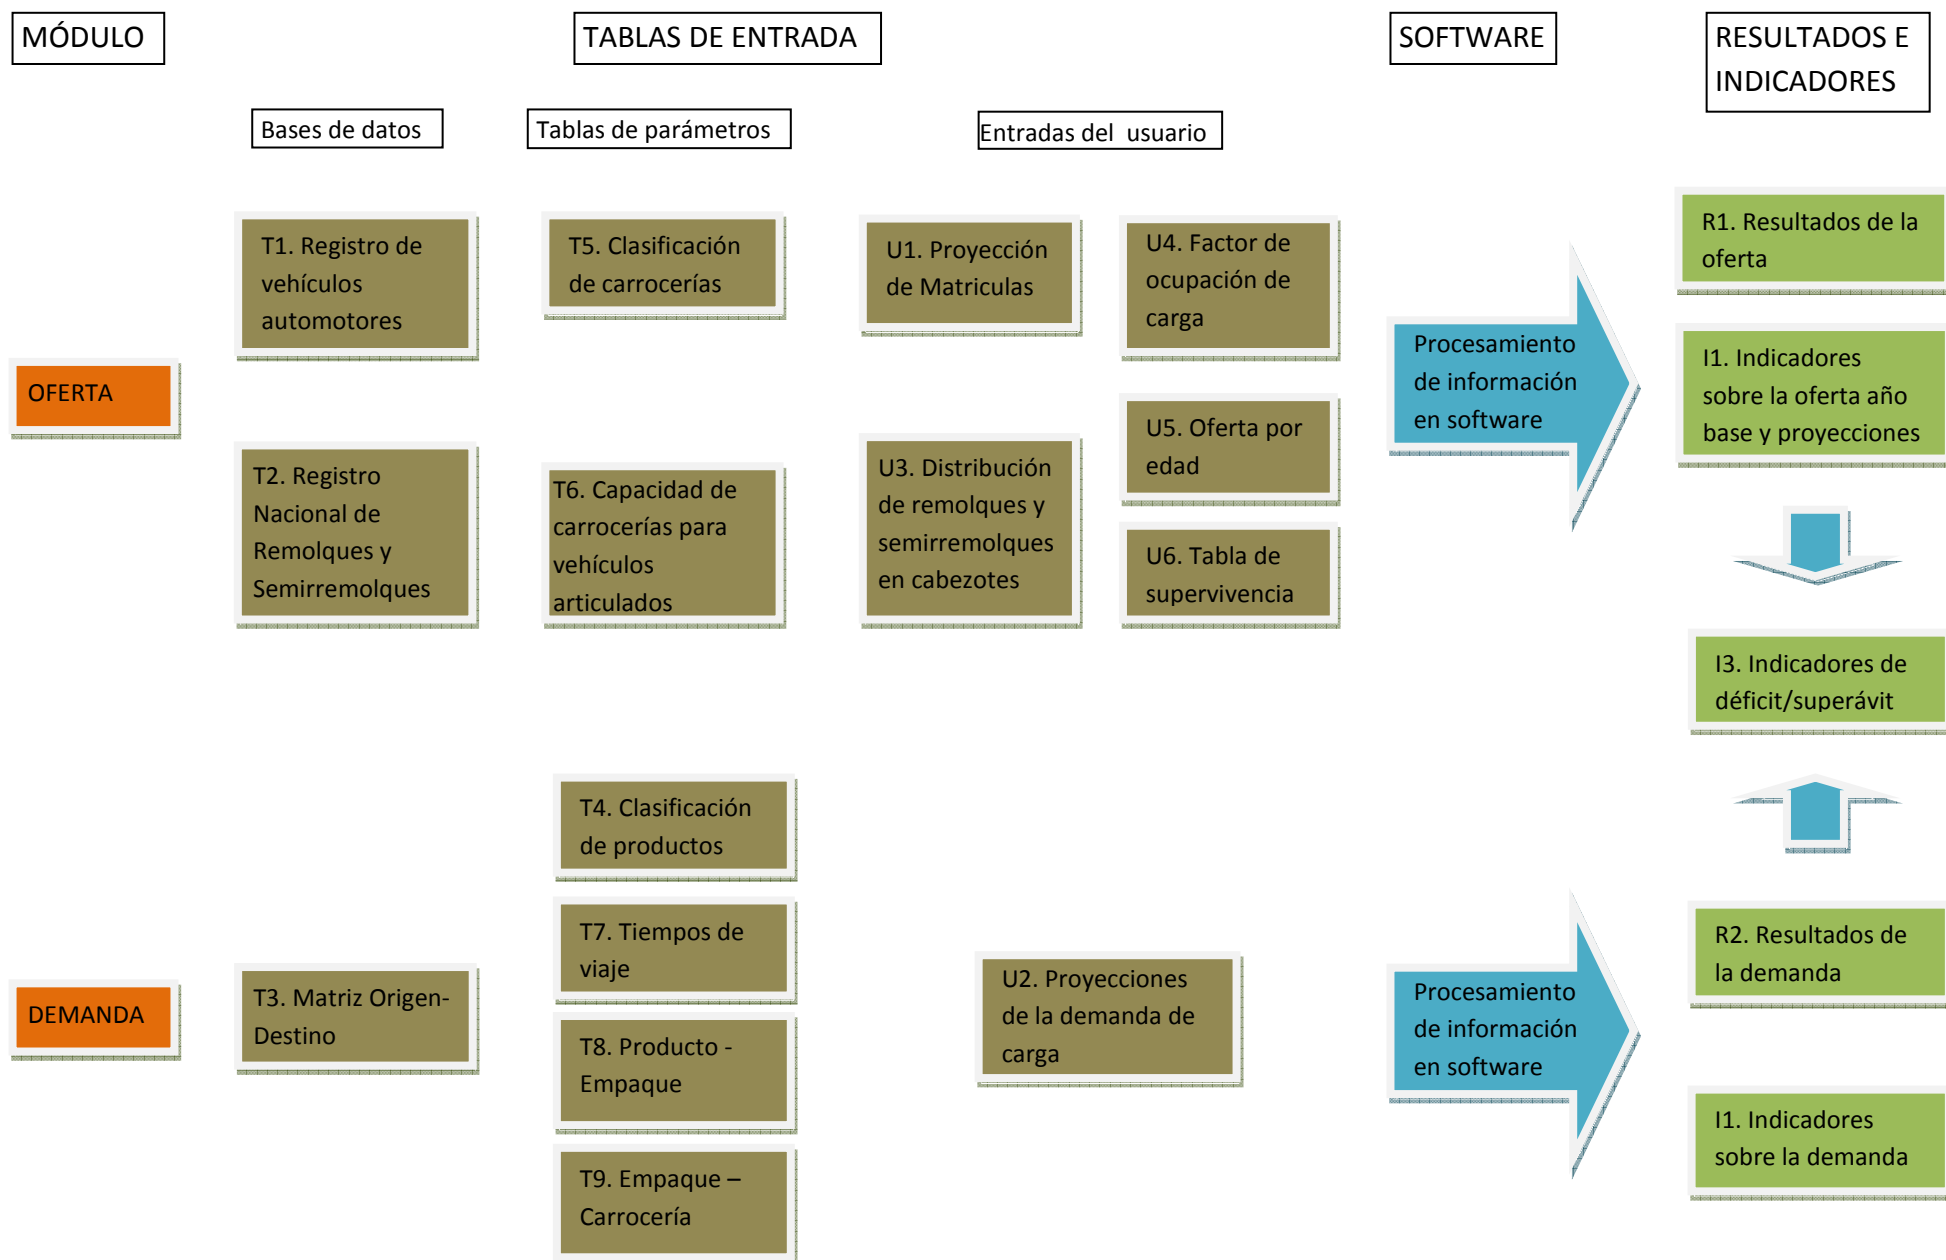 MÓDULO
TABLAS DE ENTRADA
SOFTWARE
RESULTADOS E
INDICADORES
Bases de datos
Tablas de parámetros
Entradas del usuario
OFERTA
T1. Registro de
vehículos
automotores
T2. Registro
Nacional de
Remolques y
Semirremolques
T5. Clasificación
de carrocerías
T6. Capacidad de
carrocerías para
vehículos
articulados
U1. Proyección
de Matriculas
U3. Distribución
de remolques y
semirremolques
en cabezotes
U4. Factor de
ocupación de
carga
U5. Oferta por
edad
U6. Tabla de
supervivencia
Procesamiento
de información
en software
R1. Resultados de la
oferta
I1. Indicadores
sobre la oferta año
base y proyecciones
I3. Indicadores de
déficit/superávit
DEMANDA
T3. Matriz Origen-
Destino
T4. Clasificación
de productos
T7. Tiempos de
viaje
T8. Producto -
Empaque
T9. Empaque –
Carrocería
U2. Proyecciones
de la demanda de
carga
Procesamiento
de información
en software
R2. Resultados de
la demanda
I1. Indicadores
sobre la demanda